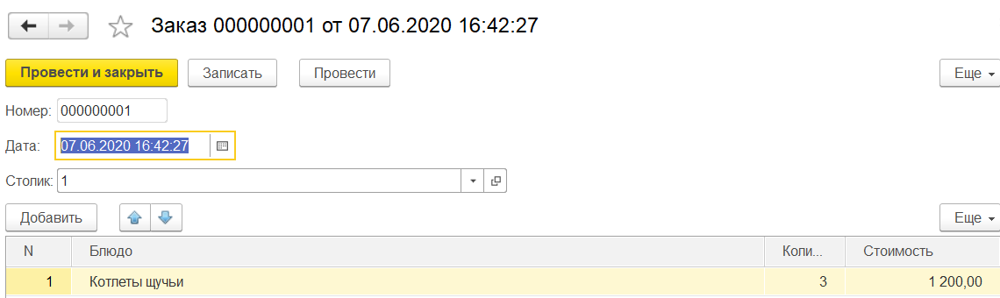 Заказ 000000001 от 07.06.2020 16:42:27
Провести и закрыть Записать Провести Еще
Номер: 000000001
Дата: 07.06.2020 16:42:27
Столик: 1
Добавить Еще
N Блюдо Коли... Стоимость
1 Котлеты щучьи 3 1 200,00